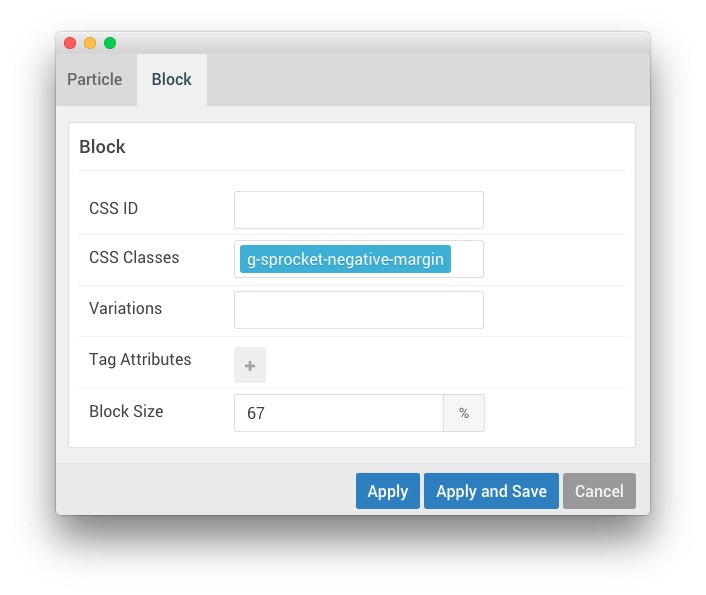 Particle Block
Block
CSS ID
CSS Classes g-sprocket-negative-margin
Variations
Tag Attributes +
Block Size 67 %
Apply Apply and Save Cancel